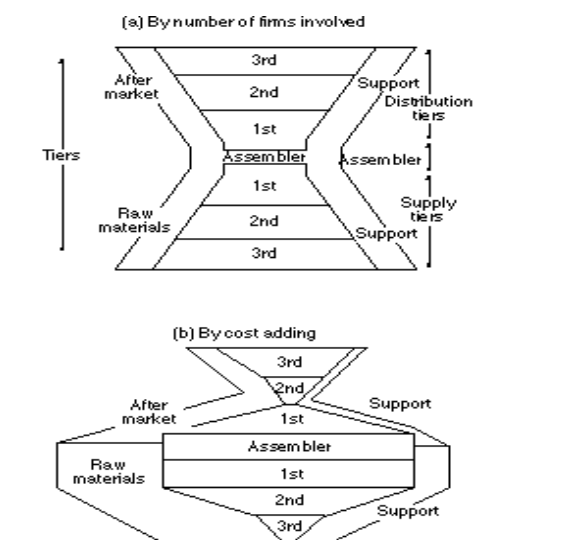 (a) By number of firms involved
3rd
After
market
Support
2nd
Distribution
tiers
1st
Tiers
Assembler
Assembler
1st
Supply
tiers
Raw
materials
2nd
Support
3rd
(b) By cost adding
3rd
2nd
After
market
Support
1st
Assembler
Raw
materials
1st
2nd
Support
3rd